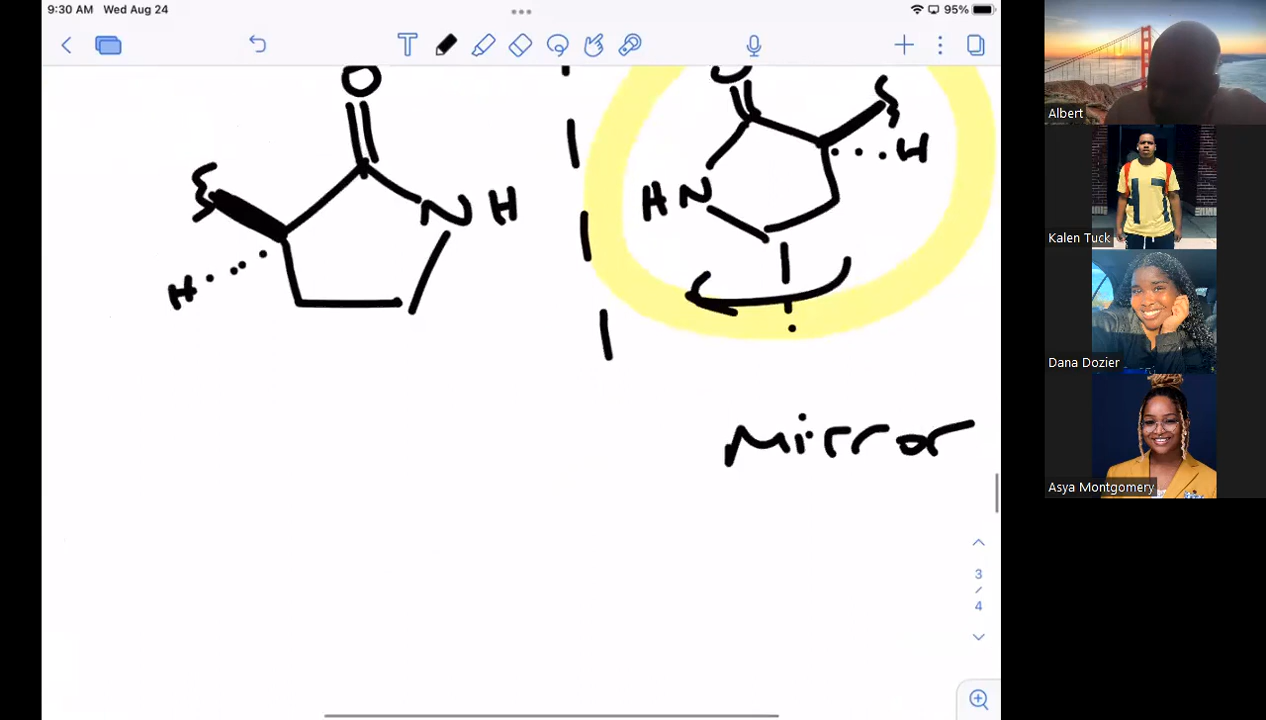 9:30 AM Wed Aug 24
95%
T
Albert
O
H
HN
NH
H
Kalen Tuck
Dana Dozier
mirror
Asya Montgomery
3
/
4